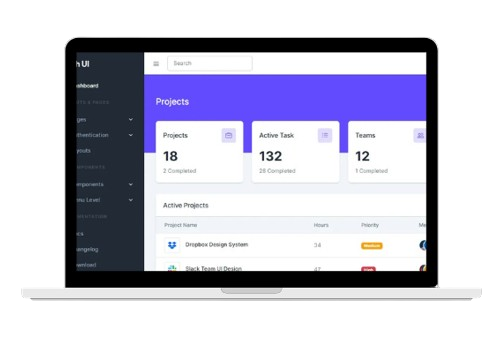 h UI
Search
shboard
ges
thentication
youts
mponents
enu Level
cs
angelog
wnload
Projects
Projects
18
2 Completed
Active Task
132
28 Completed
Teams
12
1 Completed
Active Projects
Project Name
Hours
Priority
Me
Dropbox Design System
34
Medium
Slack Team UI Design
47